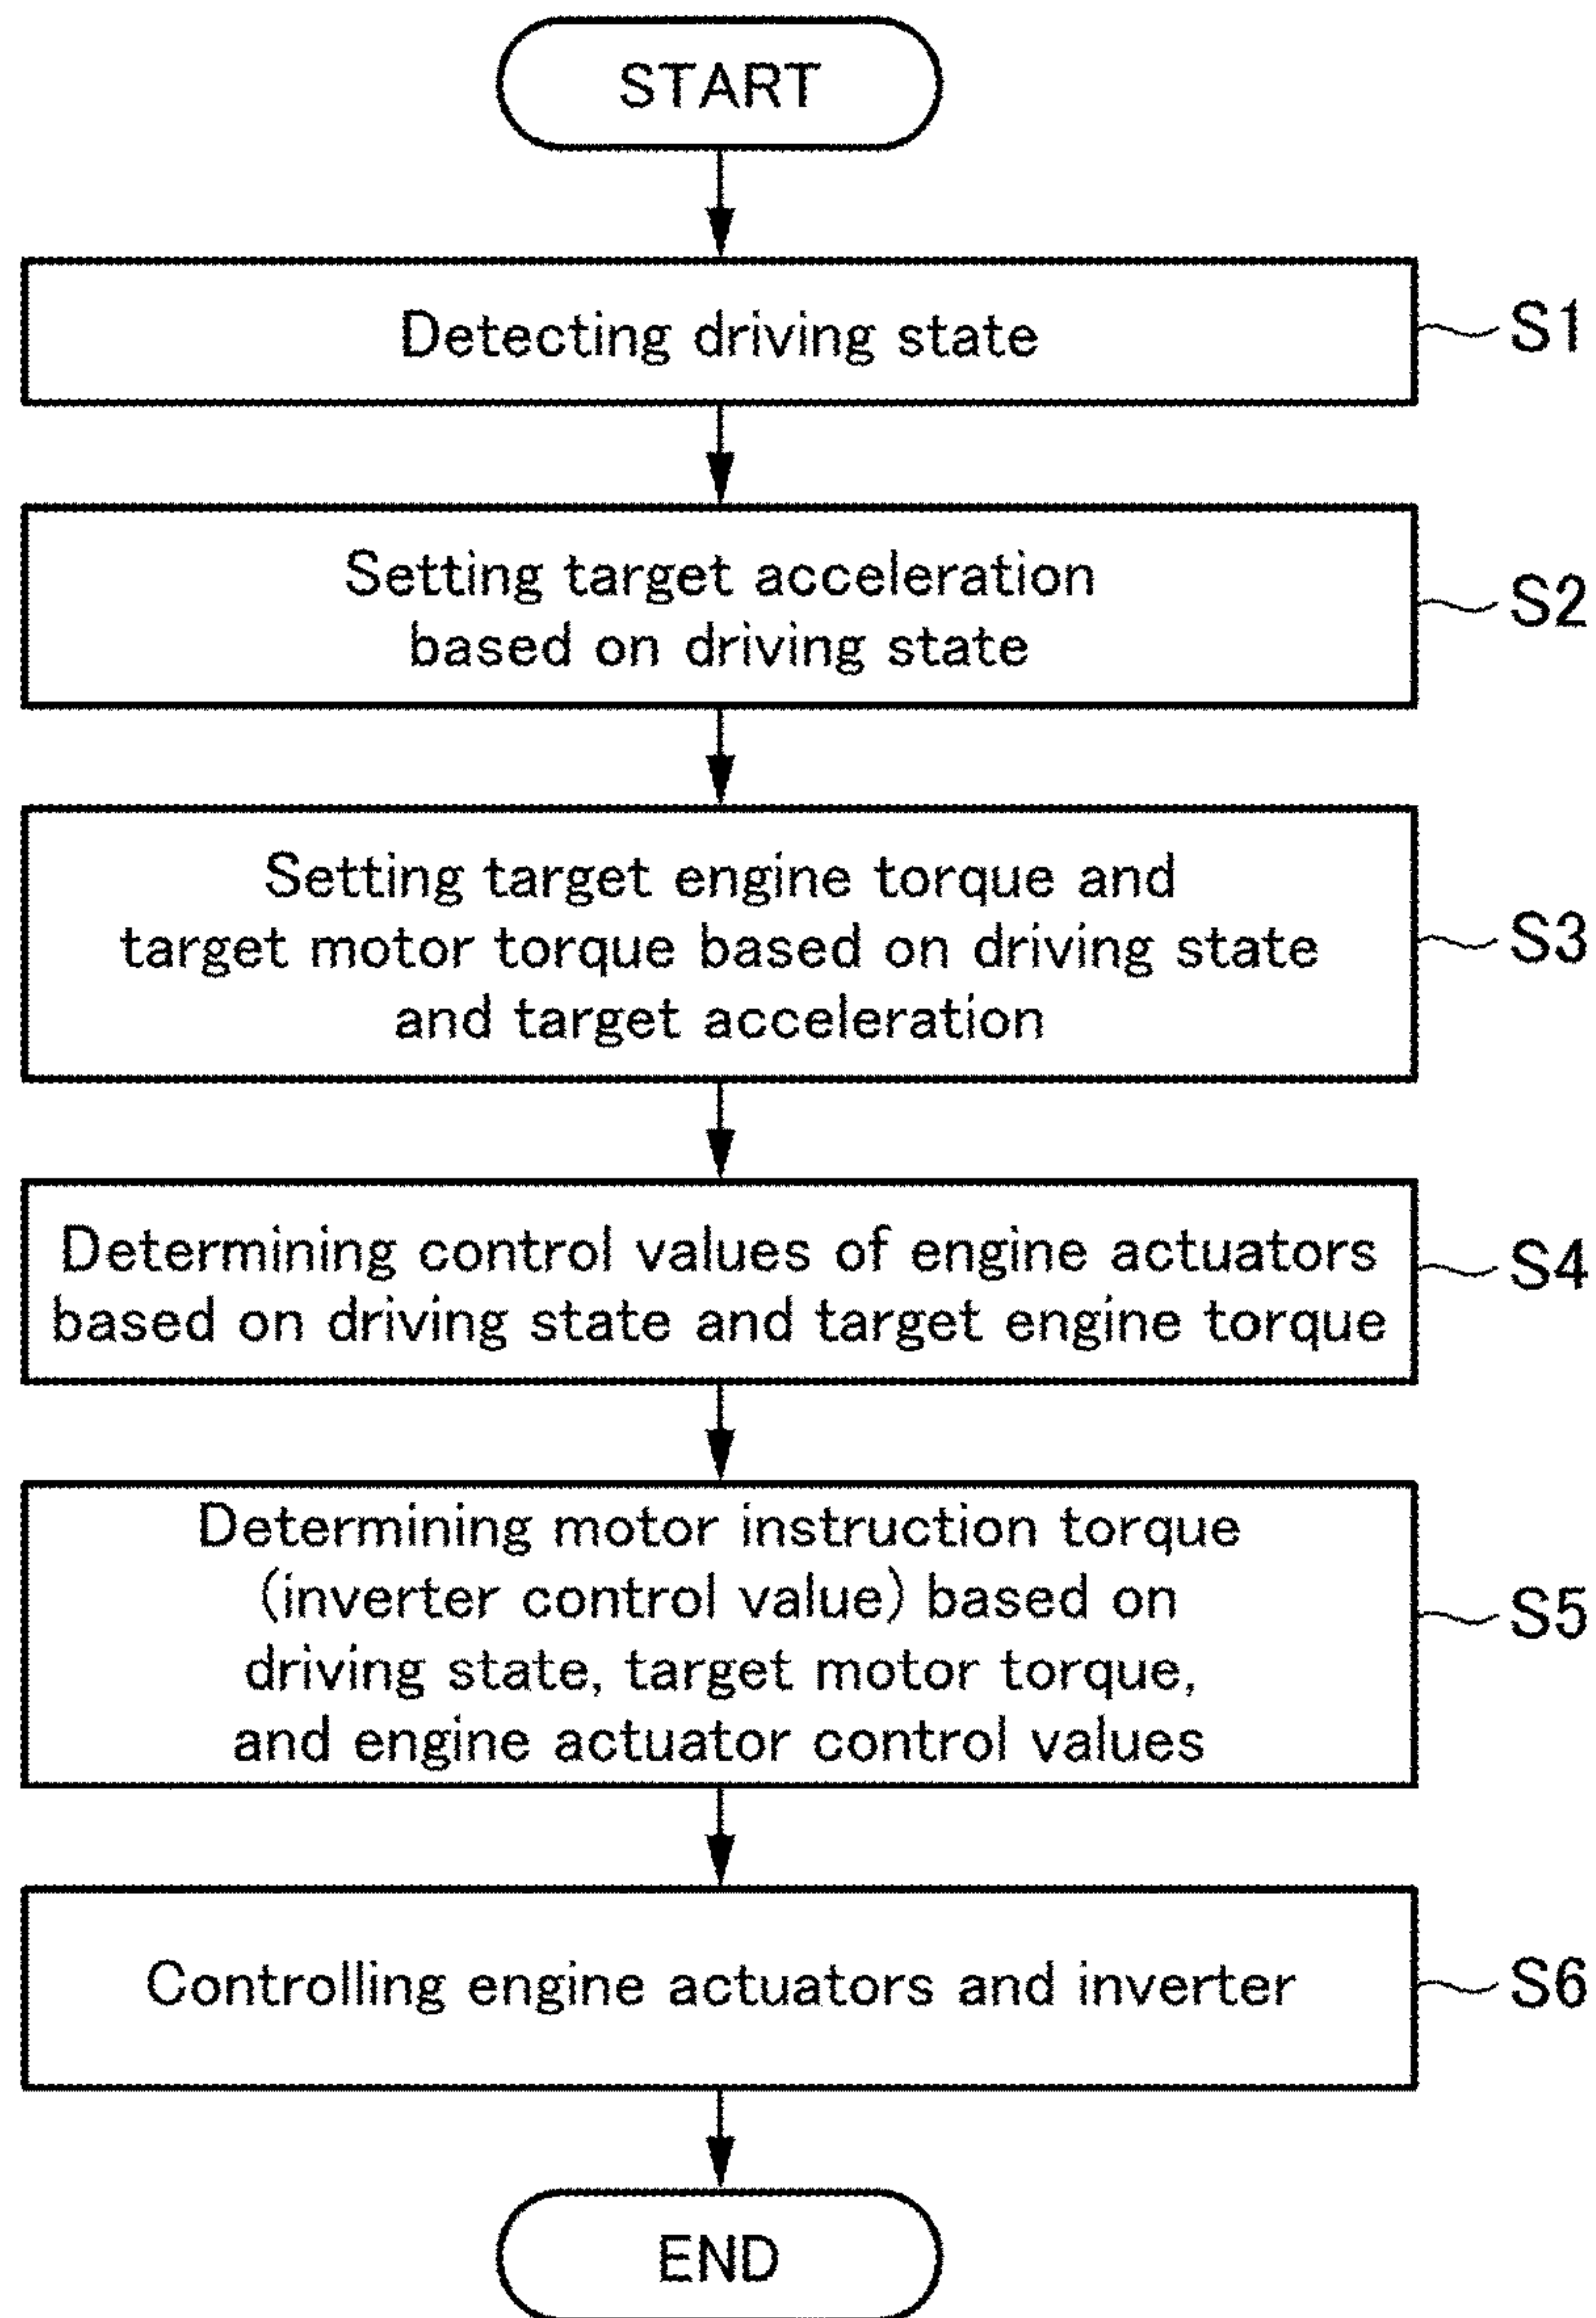 START
Detecting driving state
S1
Setting target acceleration
based on driving state
S2
Setting target engine torque and
target motor torque based on driving state
and target acceleration
S3
Determining control values of engine actuators
based on driving state and target engine torque
S4
Determining motor instruction torque
(inverter control value) based on
driving state, target motor torque,
and engine actuator control values
S5
Controlling engine actuators and inverter
S6
END